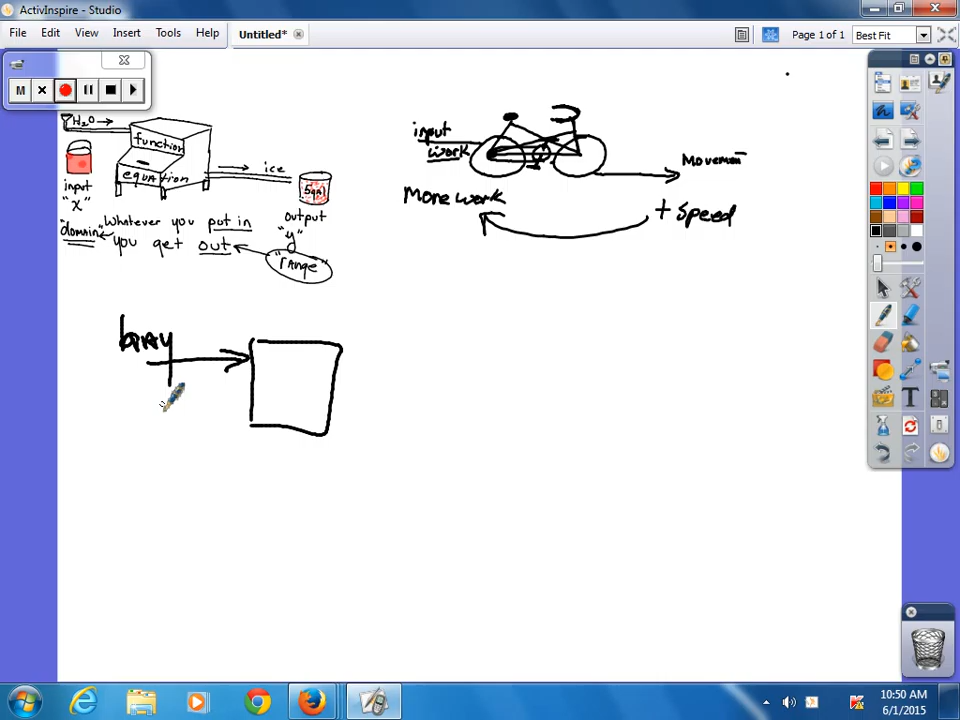 ActivInspire - Studio
File Edit View Insert Tools Help
Untitled*
Page 1 of 1
Best Fit
M
H2O
function
equation
input
"x"
ice
5gal
output
"y"
"domain"
Whatever you put in
you get out
"range"
input
work
Movement
More work
+ Speed
T
10:50 AM
6/1/2015